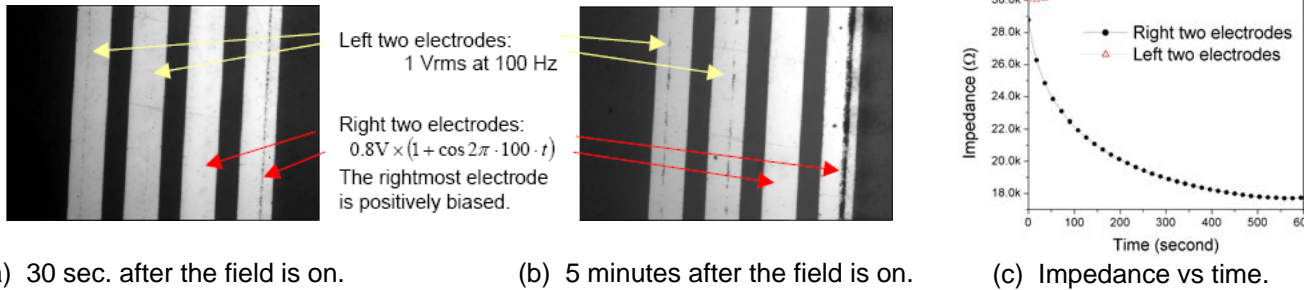 Left two electrodes:
1 Vrms at 100 Hz
Right two electrodes:
0.8V×(1+cos2π·100·t)
The rightmost electrode
is positively biased.
Impedance (Ω)
28.0k
26.0k
24.0k
22.0k
20.0k
18.0k
Right two electrodes
Left two electrodes
0 100 200 300 400 500
Time (second)
) 30 sec. after the field is on.
(b) 5 minutes after the field is on.
(c) Impedance vs time.